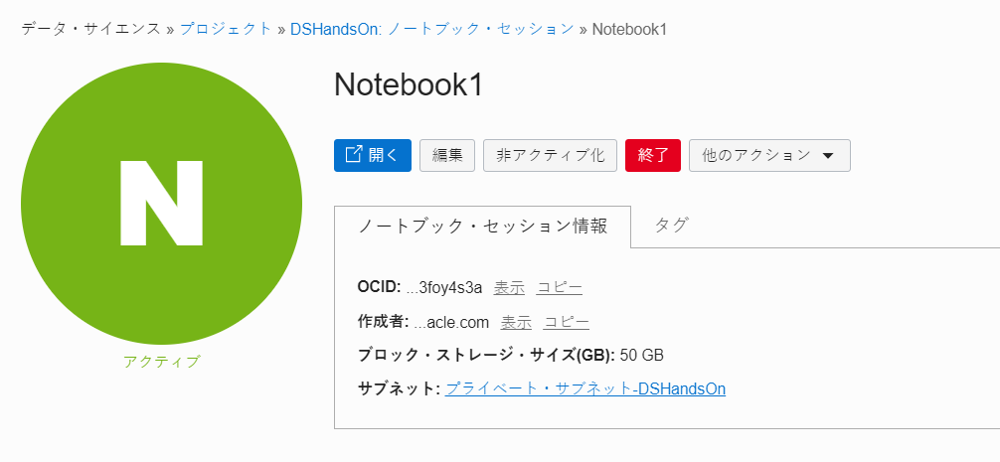 データ・サイエンス » プロジェクト » DSHandsOn: ノートブック・セッション » Notebook1
N
アクティブ
Notebook1
開く 編集 非アクティブ化 終了 他のアクション
ノートブック・セッション情報 タグ
OCID: ...3foy4s3a 表示 コピー
作成者: ...acle.com 表示 コピー
ブロック・ストレージ・サイズ(GB): 50 GB
サブネット: プライベート・サブネット-DSHandsOn